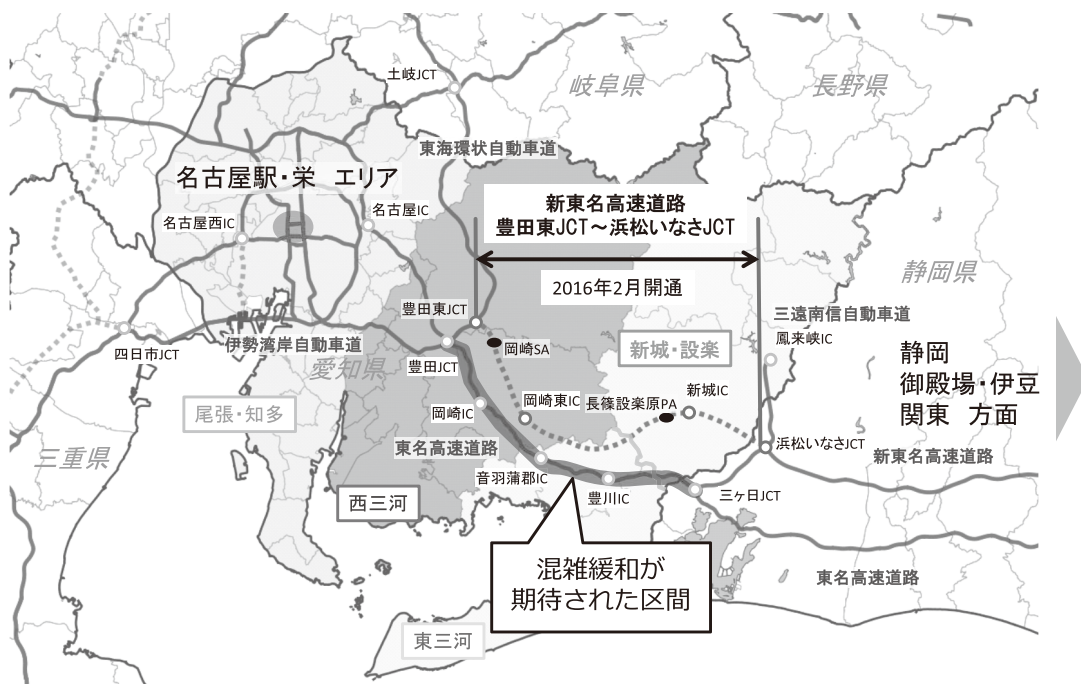 土岐JCT
岐阜県
長野県
東海環状自動車道
名古屋駅・栄 エリア
名古屋IC
名古屋西IC
新東名高速道路
豊田東JCT～浜松いなさJCT
2016年2月開通
静岡県
豊田東JCT
三遠南信自動車道
鳳来峡IC
伊勢湾岸自動車道
四日市JCT
岡崎SA
新城・設楽
愛知県
豊田JCT
静岡
御殿場・伊豆
関東 方面
尾張・知多
岡崎IC
岡崎東IC
長篠設楽原PA
新城IC
三重県
東名高速道路
浜松いなさJCT
新東名高速道路
音羽蒲郡IC
豊川IC
三ヶ日JCT
西三河
混雑緩和が
期待された区間
東名高速道路
東三河